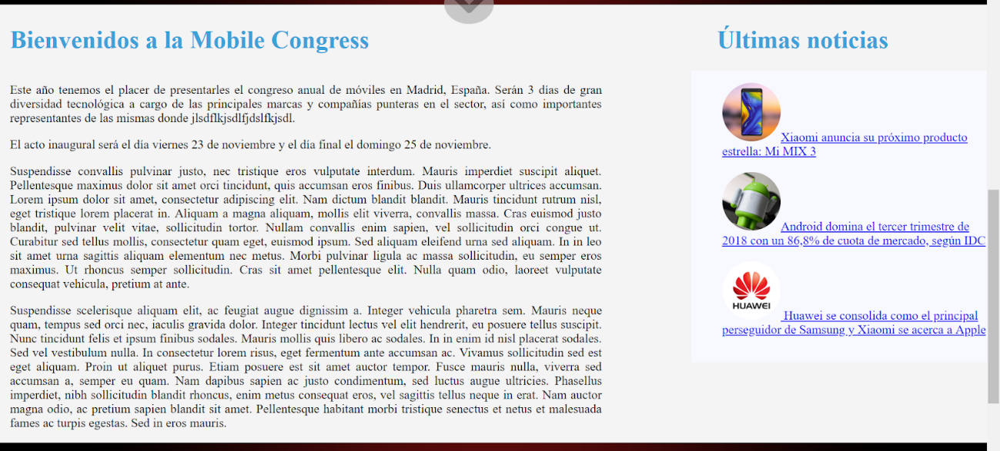 Bienvenidos a la Mobile Congress
Este año tenemos el placer de presentarles el congreso anual de móviles en Madrid, España. Serán 3 días de gran
diversidad tecnológica a cargo de las principales marcas y compañías punteras en el sector, así como importantes
representantes de las mismas donde jlsdflkjsdlfjdslfkjsdl.
El acto inaugural será el día viernes 23 de noviembre y el día final el domingo 25 de noviembre.
Suspendisse convallis pulvinar justo, nec tristique eros vulputate interdum. Mauris imperdiet suscipit aliquet.
Pellentesque maximus dolor sit amet orci tincidunt, quis accumsan eros finibus. Duis ullamcorper ultrices accumsan.
Lorem ipsum dolor sit amet, consectetur adipiscing elit. Nam dictum blandit blandit. Mauris tincidunt rutrum nisl,
eget tristique lorem placerat in. Aliquam a magna aliquam, mollis elit viverra, convallis massa. Cras euismod justo
blandit, pulvinar velit vitae, sollicitudin tortor. Nullam convallis enim sapien, vel sollicitudin orci congue ut.
Curabitur sed tellus mollis, consectetur quam eget, euismod ipsum. Sed aliquam eleifend urna sed aliquam. In in leo
sit amet urna sagittis aliquam elementum nec metus. Morbi pulvinar ligula ac massa sollicitudin, eu semper eros
maximus. Ut rhoncus semper sollicitudin. Cras sit amet pellentesque elit. Nulla quam odio, laoreet vulputate
consequat vehicula, pretium at ante.
Suspendisse scelerisque aliquam elit, ac feugiat augue dignissim a. Integer vehicula pharetra sem. Mauris neque
quam, tempus sed orci nec, iaculis gravida dolor. Integer tincidunt lectus vel elit hendrerit, eu posuere tellus suscipit.
Nunc tincidunt felis et ipsum finibus sodales. Mauris mollis quis libero ac sodales. In in enim id nisl placerat sodales.
Sed vel vestibulum nulla. In consectetur lorem risus, eget fermentum ante accumsan ac. Vivamus sollicitudin sed est
eget aliquam. Proin ut aliquet purus. Etiam posuere est sit amet auctor tempor. Fusce mauris nulla, viverra sed
accumsan a, semper eu quam. Nam dapibus sapien ac justo condimentum, sed luctus augue ultricies. Phasellus
imperdiet, nibh sollicitudin blandit rhoncus, enim metus consequat eros, vel sagittis tellus neque in erat. Nam auctor
magna odio, ac pretium sapien blandit sit amet. Pellentesque habitant morbi tristique senectus et netus et malesuada
fames ac turpis egestas. Sed in eros mauris.
Últimas noticias
Xiaomi anuncia su próximo producto
estrella: Mi MIX 3
Android domina el tercer trimestre de
2018 con un 86,8% de cuota de mercado, según IDC
HUAWEI
Huawei se consolida como el principal
perseguidor de Samsung y Xiaomi se acerca a Apple